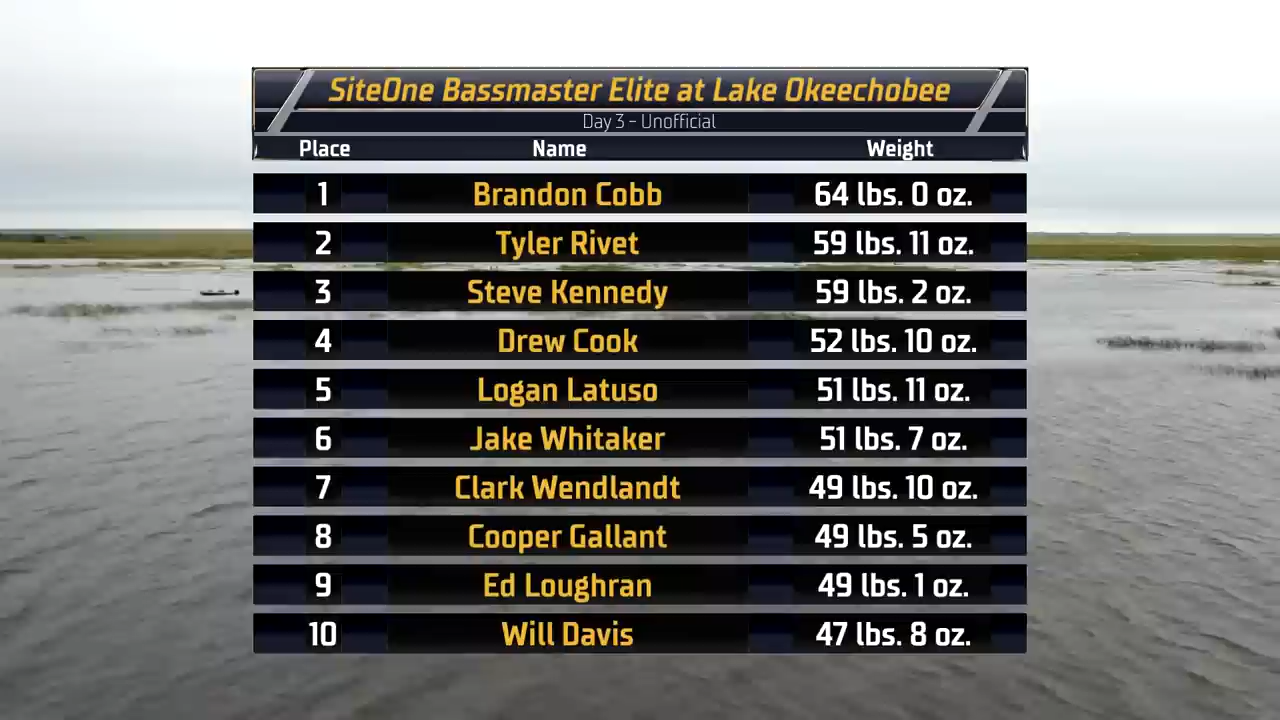 SiteOne Bassmaster Elite at Lake Okeechobee
Day 3 - Unofficial
Place Name Weight
1 Brandon Cobb 64 lbs. 0 oz.
2 Tyler Rivet 59 lbs. 11 oz.
3 Steve Kennedy 59 lbs. 2 oz.
4 Drew Cook 52 lbs. 10 oz.
5 Logan Latuso 51 lbs. 11 oz.
6 Jake Whitaker 51 lbs. 7 oz.
7 Clark Wendlandt 49 lbs. 10 oz.
8 Cooper Gallant 49 lbs. 5 oz.
9 Ed Loughran 49 lbs. 1 oz.
10 Will Davis 47 lbs. 8 oz.